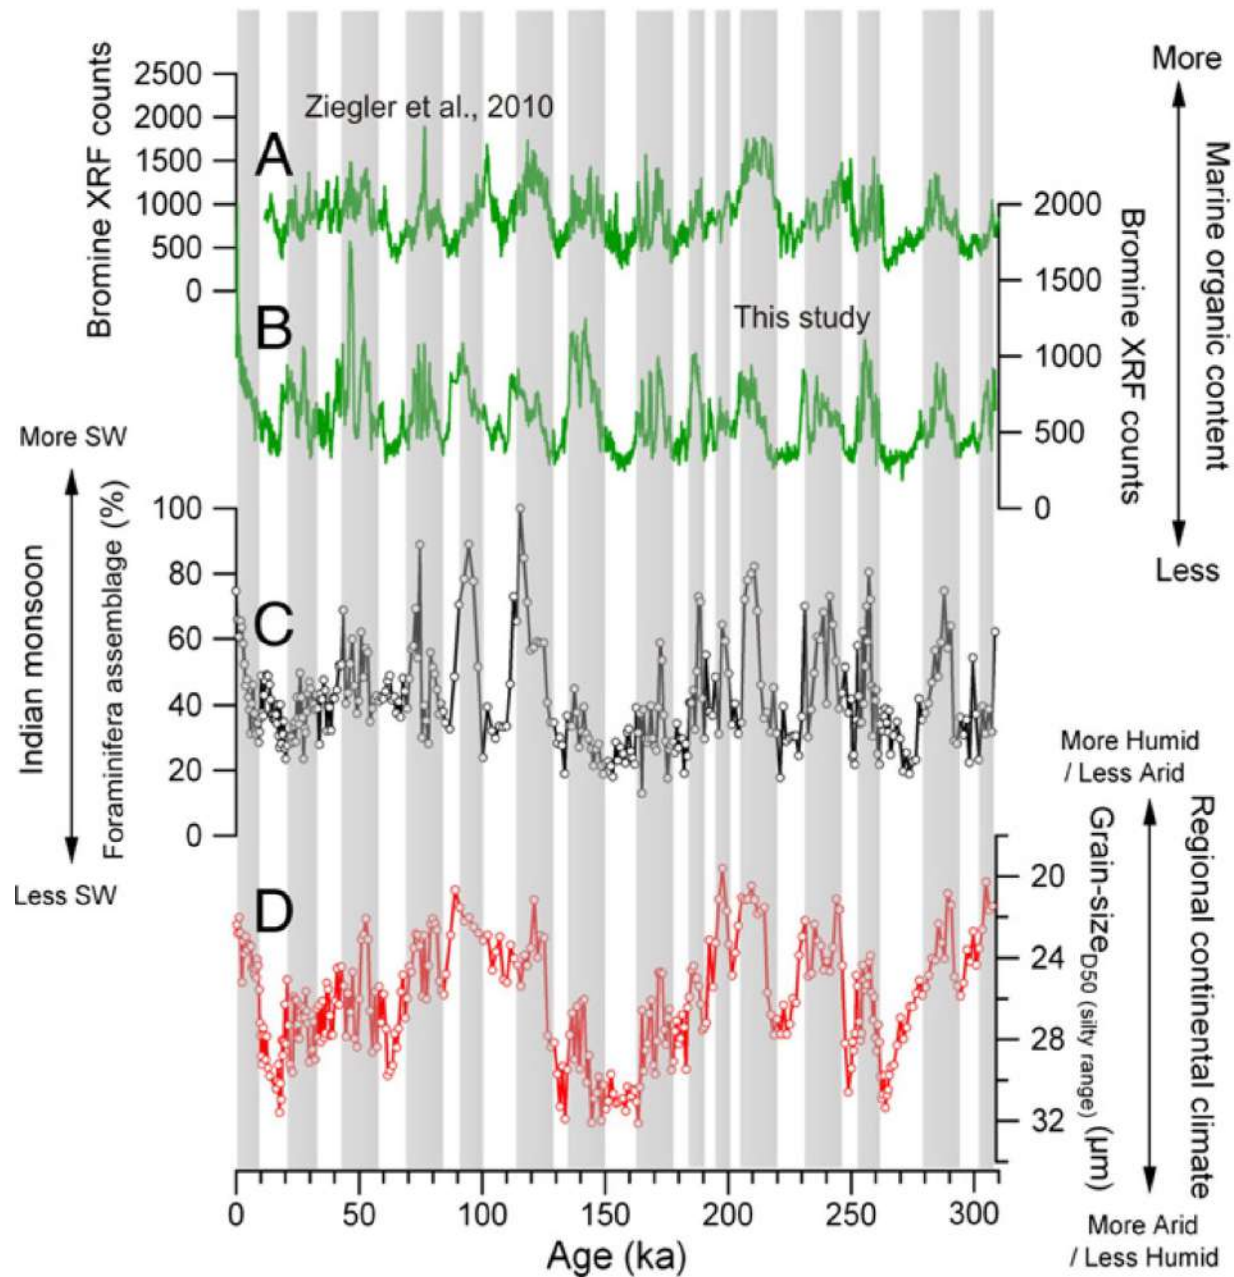 More
2500
2000
1500
1000
500
0
Bromine XRF counts
Ziegler et al., 2010
A
Marine organic content
2000
1500
1000
500
0
Bromine XRF counts
B
This study
Less
More SW
Indian monsoon
Foraminifera assemblage (%)
Less SW
100
80
60
40
20
0
C
More Humid
/ Less Arid
D
20
24
28
32
Grain-size D50 (silty range) (μm)
Regional continental climate
More Arid
/ Less Humid
0 50 100 150 200 250 300
Age (ka)